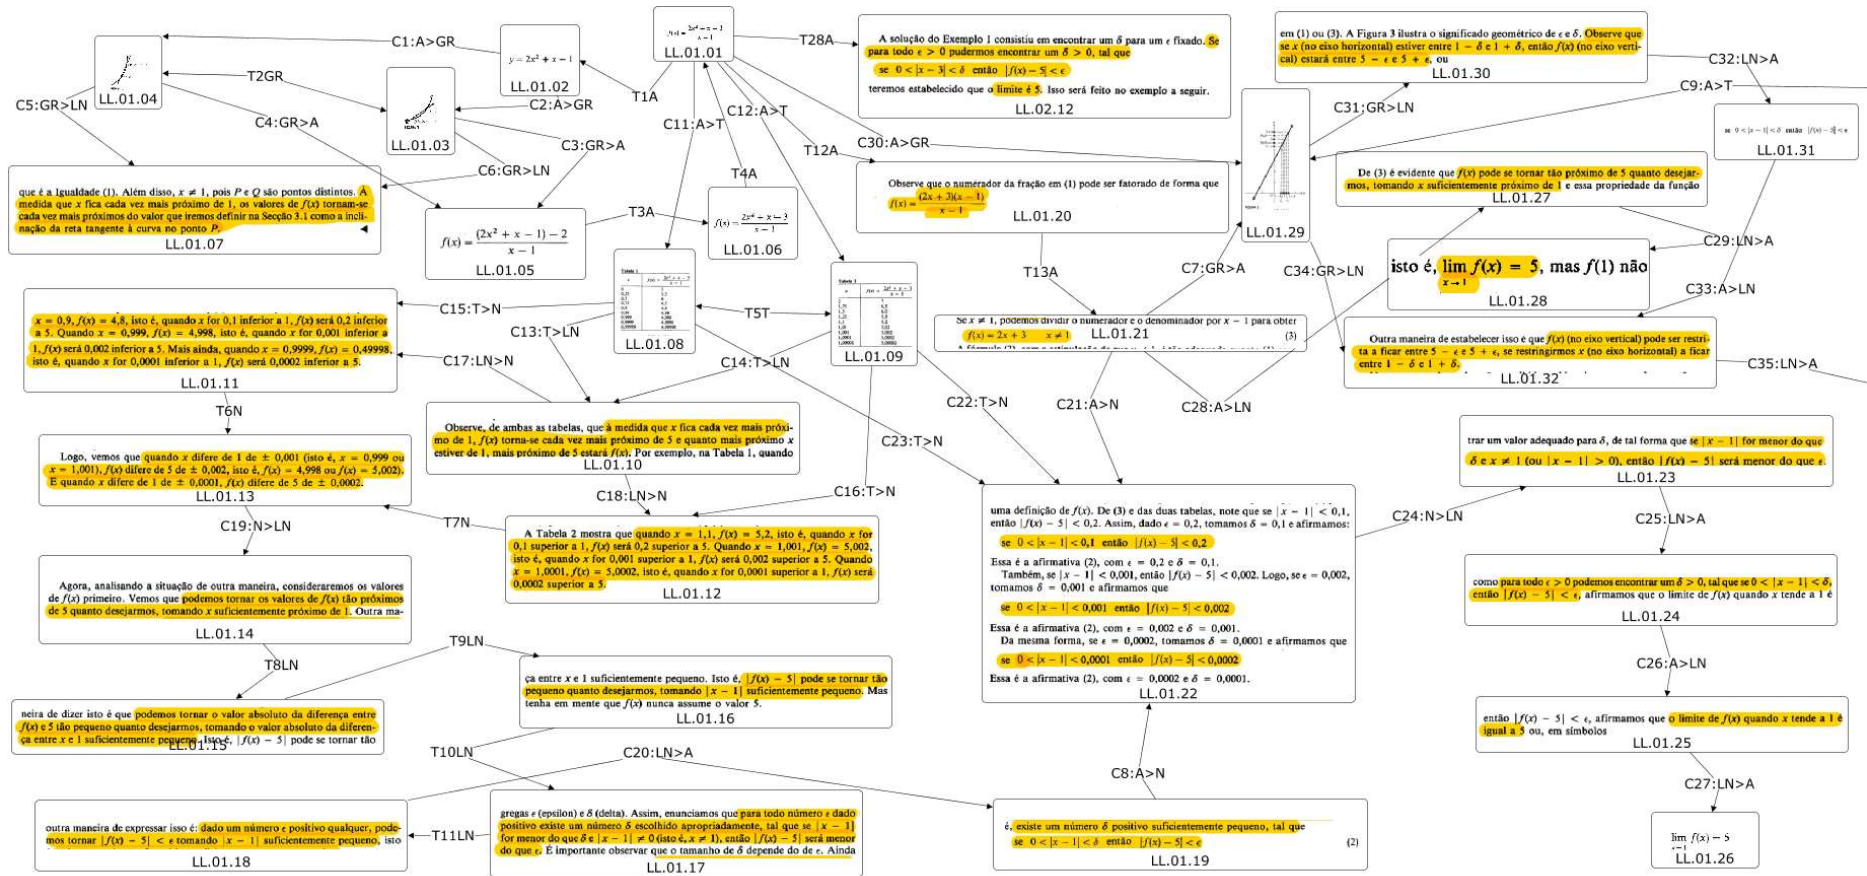 LL.01.04
C1:A>GR
y = 2x² + x − 1
LL.01.02
LL.01.01
T28A
A solução do Exemplo 1 consistiu em encontrar um δ para um ε fixado. Se
para todo ε > 0 pudermos encontrar um δ > 0, tal que
se 0 < |x − 3| < δ então |f(x) − 5| < ε
teremos estabelecido que o limite é 5. Isso será feito no exemplo a seguir.
LL.02.12
em (1) ou (3). A Figura 3 ilustra o significado geométrico de ε e δ. Observe que
se x (no eixo horizontal) estiver entre 1 − δ e 1 + δ, então f(x) (no eixo verti-
cal) estará entre 5 − ε e 5 + ε, ou
LL.01.30
C32:LN>A
C9:A>T
T2GR
C5:GR>LN
C4:GR>A
C2:A>GR
LL.01.03
T1A
C11:A>T
C12:A>T
C30:A>GR
C31:GR>LN
se 0 < |x − 1| < δ então |f(x) − 5| < ε
LL.01.31
C3:GR>A
C6:GR>LN
T4A
T12A
que é a Igualdade (1). Além disso, x ≠ 1, pois P e Q são pontos distintos. A
medida que x fica cada vez mais próximo de 1, os valores de f(x) tornam-se
cada vez mais próximos do valor que iremos definir na Secção 3.1 como a incli-
nação da reta tangente à curva no ponto P.
LL.01.07
f(x) = (2x² + x − 1) − 2 / x − 1
LL.01.05
T3A
f(x) = 2x² + x − 3 / x − 1
LL.01.06
Observe que o numerador da fração em (1) pode ser fatorado de forma que
f(x) = (2x + 3)(x − 1) / x − 1
LL.01.20
LL.01.29
De (3) é evidente que f(x) pode se tornar tão próximo de 5 quanto desejar-
mos, tomando x suficientemente próximo de 1 e essa propriedade da função
LL.01.27
C29:LN>A
isto é, lim f(x) = 5, mas f(1) não
x→1
LL.01.28
T13A
C7:GR>A
C34:GR>LN
C33:A>LN
Tabela 1
LL.01.08
T5T
LL.01.09
C15:T>N
C13:T>LN
C14:T>LN
x = 0,9, f(x) = 4,8, isto é, quando x for 0,1 inferior a 1, f(x) será 0,2 inferior
a 5. Quando x = 0,999, f(x) = 4,998, isto é, quando x for 0,001 inferior a
1, f(x) será 0,002 inferior a 5. Mais ainda, quando x = 0,9999, f(x) = 0,49998,
isto é, quando x for 0,0001 inferior a 1, f(x) será 0,0002 inferior a 5.
LL.01.11
C17:LN>N
Se x ≠ 1, podemos dividir o numerador e o denominador por x − 1 para obter
f(x) = 2x + 3 x ≠ 1 (3)
LL.01.21
Outra maneira de estabelecer isso é que f(x) (no eixo vertical) pode ser restri-
ta a ficar entre 5 − ε e 5 + ε, se restringirmos x (no eixo horizontal) a ficar
entre 1 − δ e 1 + δ.
LL.01.32
C35:LN>A
T6N
C22:T>N
C21:A>N
C28:A>LN
C23:T>N
Observe, de ambas as tabelas, que à medida que x fica cada vez mais próxi-
mo de 1, f(x) torna-se cada vez mais próximo de 5 e quanto mais próximo x
estiver de 1, mais próximo de 5 estará f(x). Por exemplo, na Tabela 1, quando
LL.01.10
Logo, vemos que quando x difere de 1 de ± 0,001 (isto é, x = 0,999 ou
x = 1,001), f(x) difere de 5 de ± 0,002, isto é, f(x) = 4,998 ou f(x) = 5,002).
E quando x difere de 1 de ± 0,0001, f(x) difere de 5 de ± 0,0002.
LL.01.13
C18:LN>N
C16:T>N
T7N
C19:N>LN
A Tabela 2 mostra que quando x = 1,1, f(x) = 5,2, isto é, quando x for
0,1 superior a 1, f(x) será 0,2 superior a 5. Quando x = 1,001, f(x) = 5,002,
isto é, quando x for 0,001 superior a 1, f(x) será 0,002 superior a 5. Quando
x = 1,0001, f(x) = 5,0002, isto é, quando x for 0,0001 superior a 1, f(x) será
0,0002 superior a 5.
LL.01.12
uma definição de f(x). De (3) e das duas tabelas, note que se |x − 1| < 0,1,
então |f(x) − 5| < 0,2. Assim, dado ε = 0,2, tomamos δ = 0,1 e afirmamos:
se 0 < |x − 1| < 0,1 então |f(x) − 5| < 0,2
Essa é a afirmativa (2), com ε = 0,2 e δ = 0,1.
Também, se |x − 1| < 0,001, então |f(x) − 5| < 0,002. Logo, se ε = 0,002,
tomamos δ = 0,001 e afirmamos que
se 0 < |x − 1| < 0,001 então |f(x) − 5| < 0,002
Essa é a afirmativa (2), com ε = 0,002 e δ = 0,001.
Da mesma forma, se ε = 0,0002, tomamos δ = 0,0001 e afirmamos que
se 0 < |x − 1| < 0,0001 então |f(x) − 5| < 0,0002
Essa é a afirmativa (2), com ε = 0,0002 e δ = 0,0001.
LL.01.22
C24:N>LN
trar um valor adequado para δ, de tal forma que se |x − 1| for menor do que
δ e x ≠ 1 (ou |x − 1| > 0), então |f(x) − 5| será menor do que ε.
LL.01.23
C25:LN>A
como para todo ε > 0 podemos encontrar um δ > 0, tal que se 0 < |x − 1| < δ,
então |f(x) − 5| < ε, afirmamos que o limite de f(x) quando x tende a 1 é
LL.01.24
C26:A>LN
Agora, analisando a situação de outra maneira, consideraremos os valores
de f(x) primeiro. Vemos que podemos tornar os valores de f(x) tão próximos
de 5 quanto desejarmos, tomando x suficientemente próximo de 1. Outra ma-
LL.01.14
T8LN
T9LN
ça entre x e 1 suficientemente pequeno. Isto é, |f(x) − 5| pode se tornar tão
pequeno quanto desejarmos, tomando |x − 1| suficientemente pequeno. Mas
tenha em mente que f(x) nunca assume o valor 5.
LL.01.16
neira de dizer isto é que podemos tornar o valor absoluto da diferença entre
f(x) e 5 tão pequeno quanto desejarmos, tomando o valor absoluto da diferen-
ça entre x e 1 suficientemente pequeno. Isto é, |f(x) − 5| pode se tornar tão
LL.01.15
então |f(x) − 5| < ε, afirmamos que o limite de f(x) quando x tende a 1 é
igual a 5 ou, em símbolos
LL.01.25
T10LN
C20:LN>A
C8:A>N
C27:LN>A
outra maneira de expressar isso é: dado um número ε positivo qualquer, pode-
mos tornar |f(x) − 5| < ε tomando |x − 1| suficientemente pequeno, isto
LL.01.18
T11LN
gregas ε (epsilon) e δ (delta). Assim, enunciamos que para todo número ε dado
positivo existe um número δ escolhido apropriadamente, tal que se |x − 1|
for menor do que δ e |x − 1| ≠ 0 (isto é, x ≠ 1), então |f(x) − 5| será menor
do que ε. É importante observar que o tamanho de δ depende do de ε. Ainda
LL.01.17
é, existe um número δ positivo suficientemente pequeno, tal que
se 0 < |x − 1| < δ então |f(x) − 5| < ε (2)
LL.01.19
lim f(x) − 5
LL.01.26